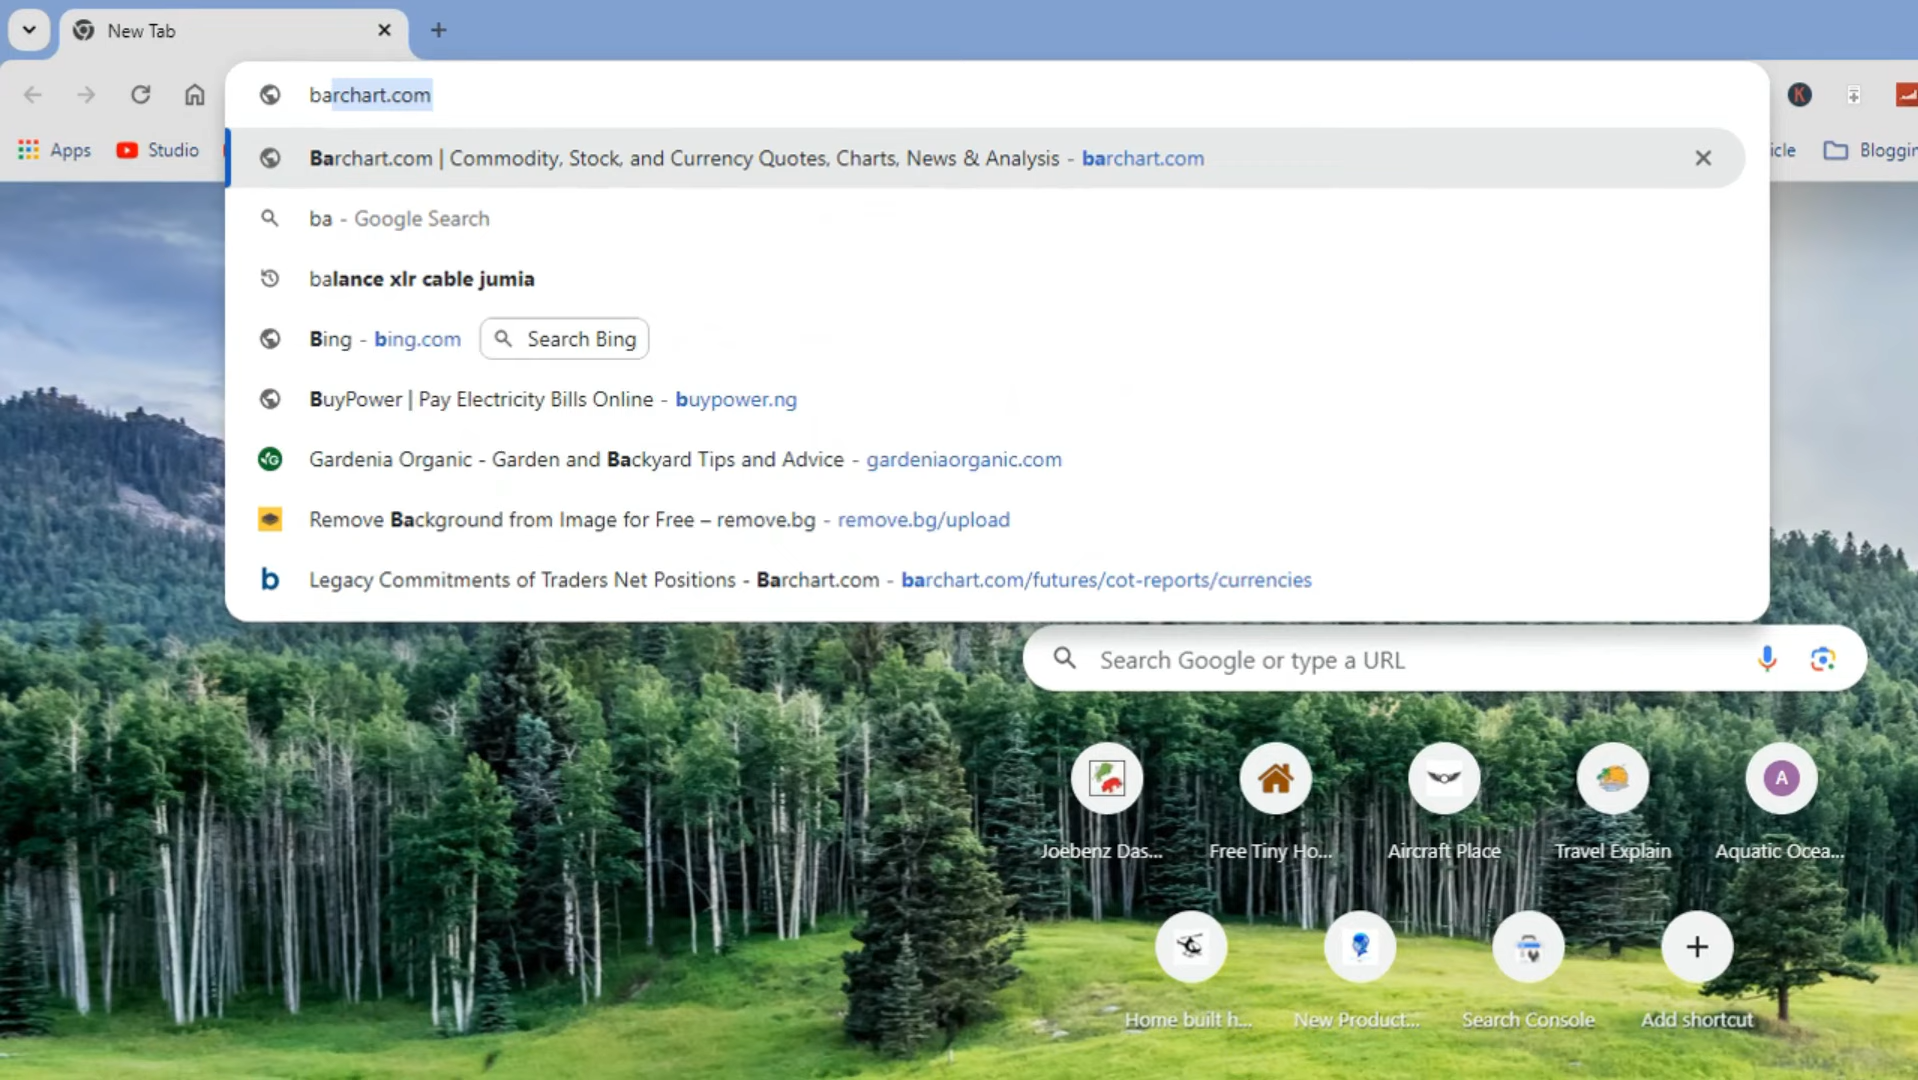 New Tab
barchart.com
Apps
Studio
icle
Bloggin
Barchart.com | Commodity, Stock, and Currency Quotes, Charts, News & Analysis - barchart.com
ba - Google Search
balance xlr cable jumia
Bing - bing.com
Search Bing
BuyPower | Pay Electricity Bills Online - buypower.ng
Gardenia Organic - Garden and Backyard Tips and Advice - gardeniaorganic.com
Remove Background from Image for Free – remove.bg - remove.bg/upload
b
Legacy Commitments of Traders Net Positions - Barchart.com - barchart.com/futures/cot-reports/currencies
Search Google or type a URL
A
Joebenz Das...
Free Tiny Ho...
Aircraft Place
Travel Explain
Aquatic Ocea...
Home built h...
New Product...
Search Console
Add shortcut